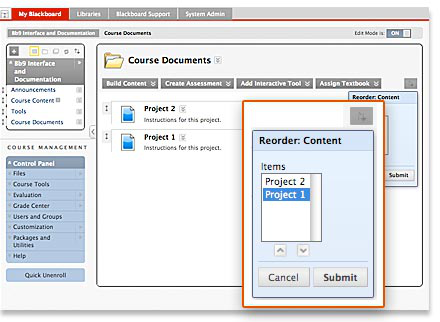 My Blackboard Libraries Blackboard Support System Admin
Bb9 Interface and Documentation Course Documents Edit Mode is: ON
Bb9 Interface and
Documentation
Announcements
Course Content
Tools
Course Documents
COURSE MANAGEMENT
Control Panel
Files
Course Tools
Evaluation
Grade Center
Users and Groups
Customization
Packages and
Utilities
Help
Quick Unenroll
Course Documents
Build Content Create Assessment Add Interactive Tool Assign Textbook
Project 2
Instructions for this project.
Project 1
Instructions for this project.
Reorder: Content
Submit
Reorder: Content
Items
Project 2
Project 1
Cancel Submit